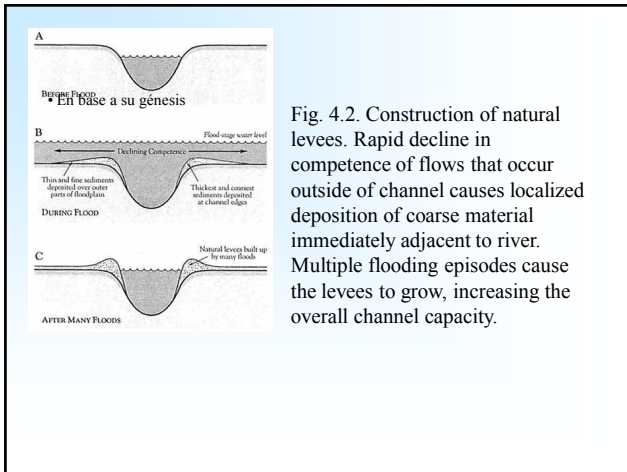 A
BEFORE FLOOD
• En base a su génesis
B
Flood-stage water level
Declining Competence
Thin and fine sediments
deposited over outer
parts of floodplain
Thickest and coarsest
sediments deposited
at channel edges
DURING FLOOD
C
Natural levees built up
by many floods
AFTER MANY FLOODS
Fig. 4.2. Construction of natural
levees. Rapid decline in
competence of flows that occur
outside of channel causes localized
deposition of coarse material
immediately adjacent to river.
Multiple flooding episodes cause
the levees to grow, increasing the
overall channel capacity.